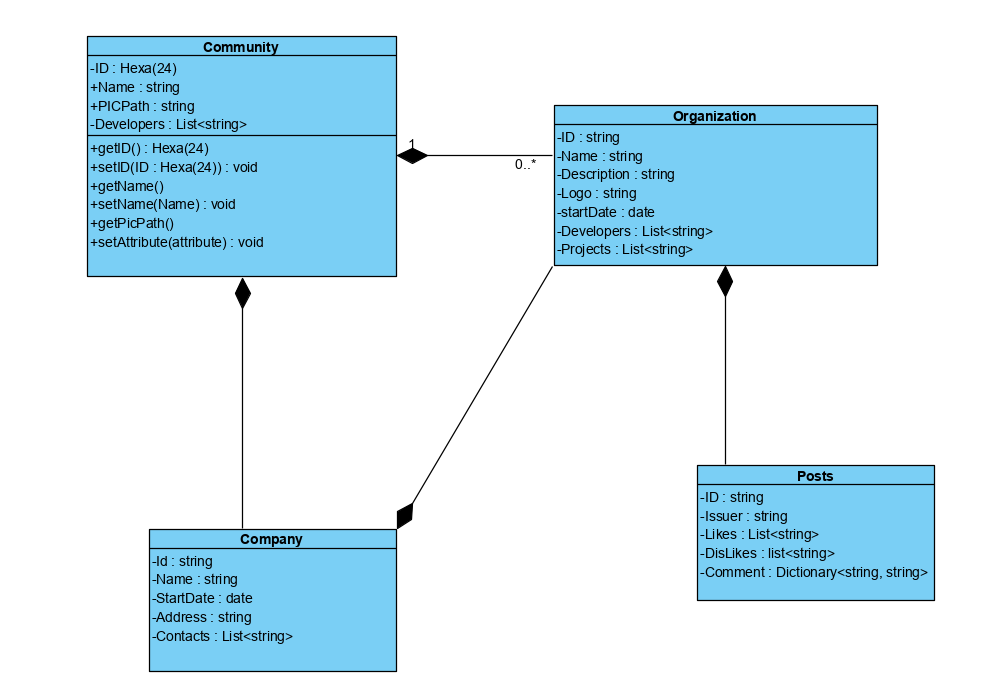 Community
-ID : Hexa(24)
+Name : string
+PICPath : string
-Developers : List<string>
+getID() : Hexa(24)
+setID(ID : Hexa(24)) : void
+getName()
+setName(Name) : void
+getPicPath()
+setAttribute(attribute) : void
1
0..*
Organization
-ID : string
-Name : string
-Description : string
-Logo : string
-startDate : date
-Developers : List<string>
-Projects : List<string>
Company
-Id : string
-Name : string
-StartDate : date
-Address : string
-Contacts : List<string>
Posts
-ID : string
-Issuer : string
-Likes : List<string>
-DisLikes : list<string>
-Comment : Dictionary<string, string>